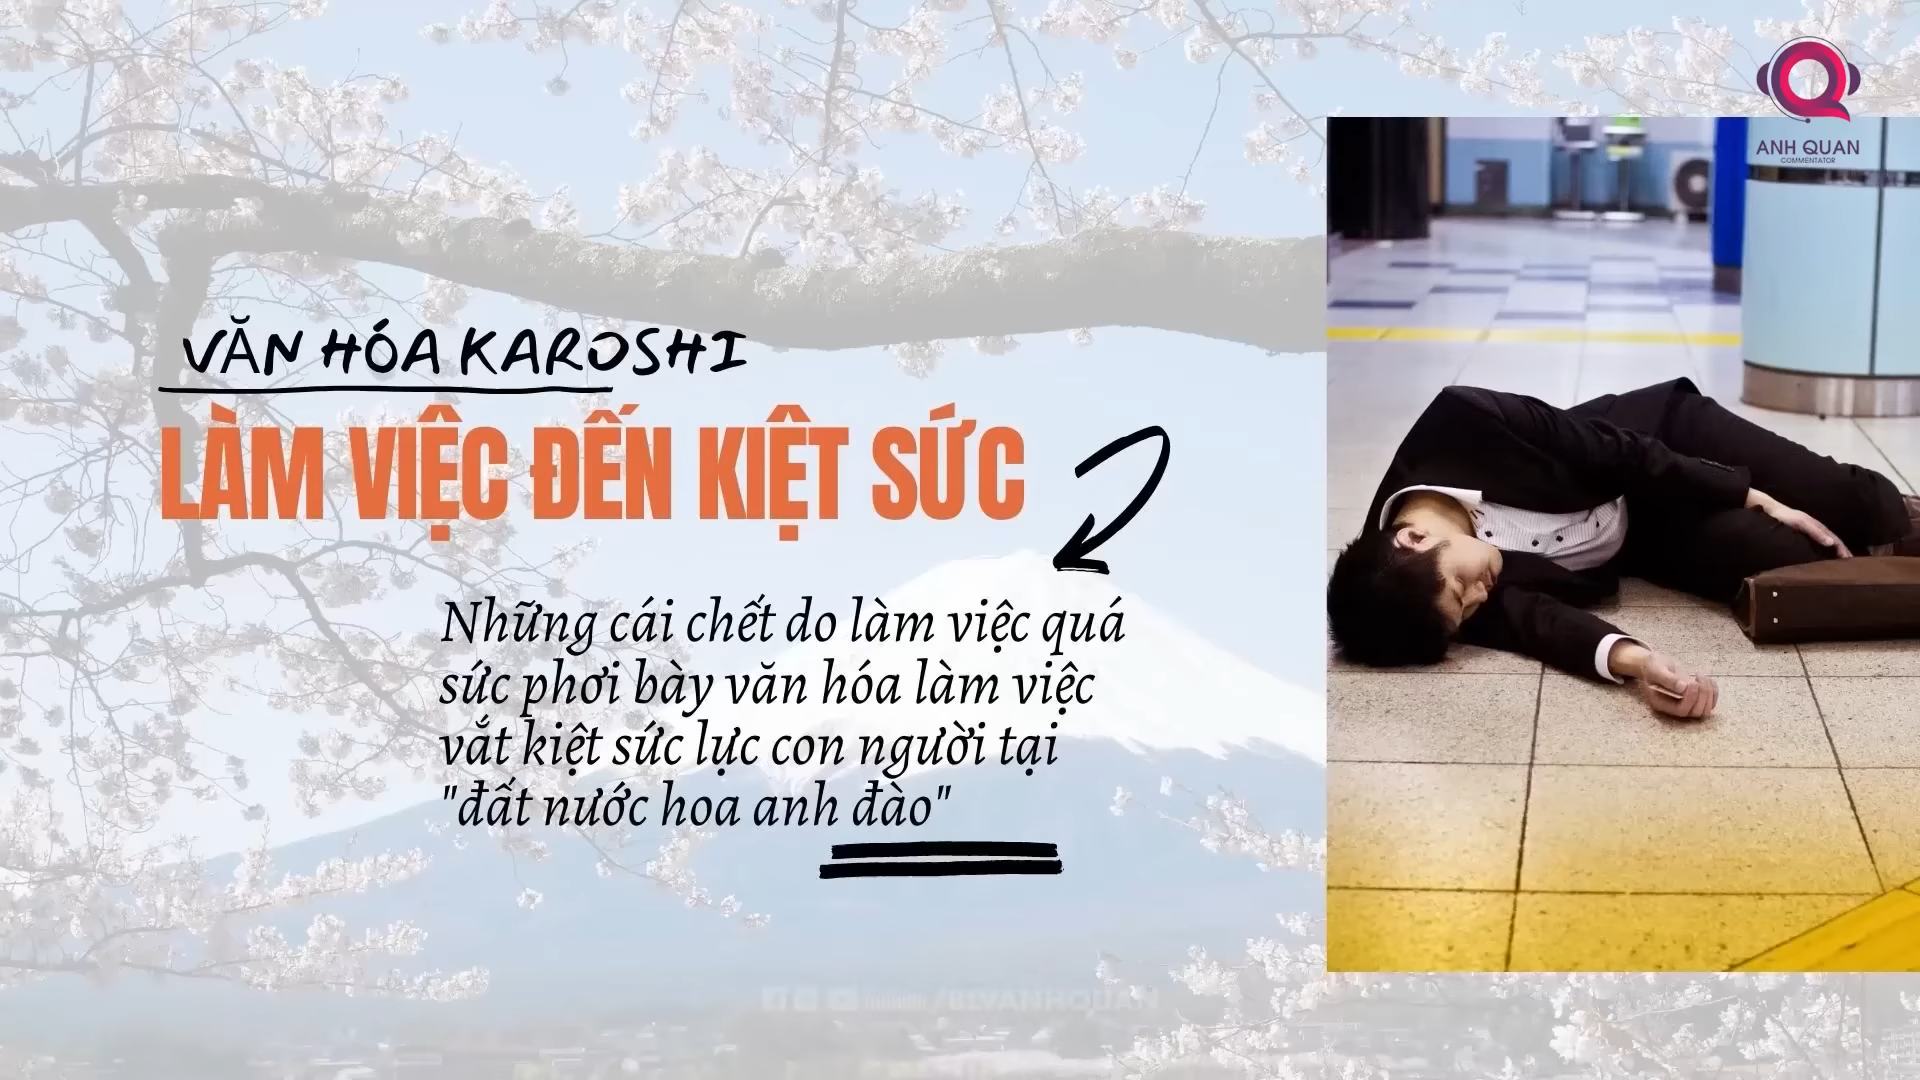 ANH QUAN
COMMENTATOR
VĂN HÓA KAROSHI
LÀM VIỆC ĐẾN KIỆT SỨC
Những cái chết do làm việc quá
sức phơi bày văn hóa làm việc
vắt kiệt sức lực con người tại
"đất nước hoa anh đào"
/BLVANHQUAN